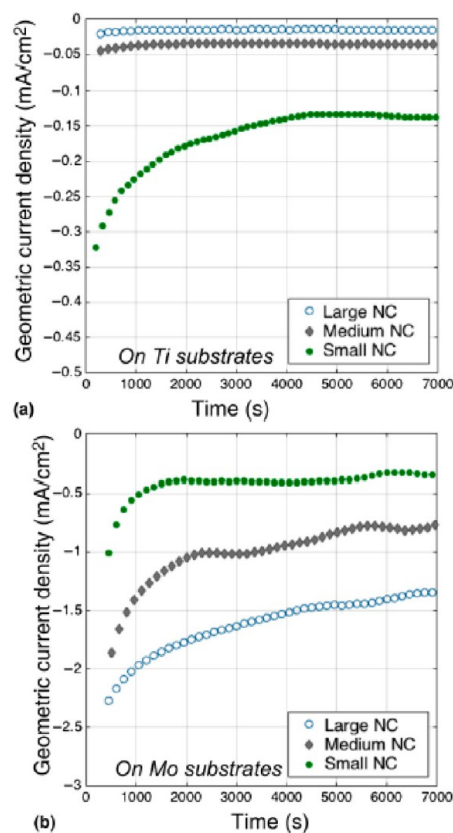 Geometric current density (mA/cm²)
0
−0.05
−0.1
−0.15
−0.2
−0.25
−0.3
−0.35
−0.4
−0.45
−0.5
Large NC
Medium NC
Small NC
On Ti substrates
0 1000 2000 3000 4000 5000 6000 7000
(a)
Time (s)
Geometric current density (mA/cm²)
0
−0.5
−1
−1.5
−2
−2.5
−3
Large NC
Medium NC
Small NC
On Mo substrates
0 1000 2000 3000 4000 5000 6000 7000
(b)
Time (s)